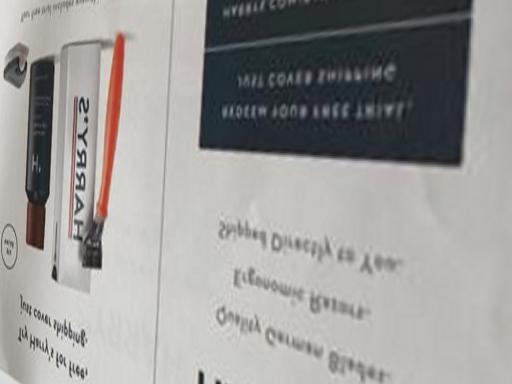 Try Harry's for free,
just cover shipping.
HARRY'S
H.
Quality German Blades.
Ergonomic Razors.
Shipped Directly to You.
REDEEM YOUR FREE TRIAL.
JUST COVER SHIPPING